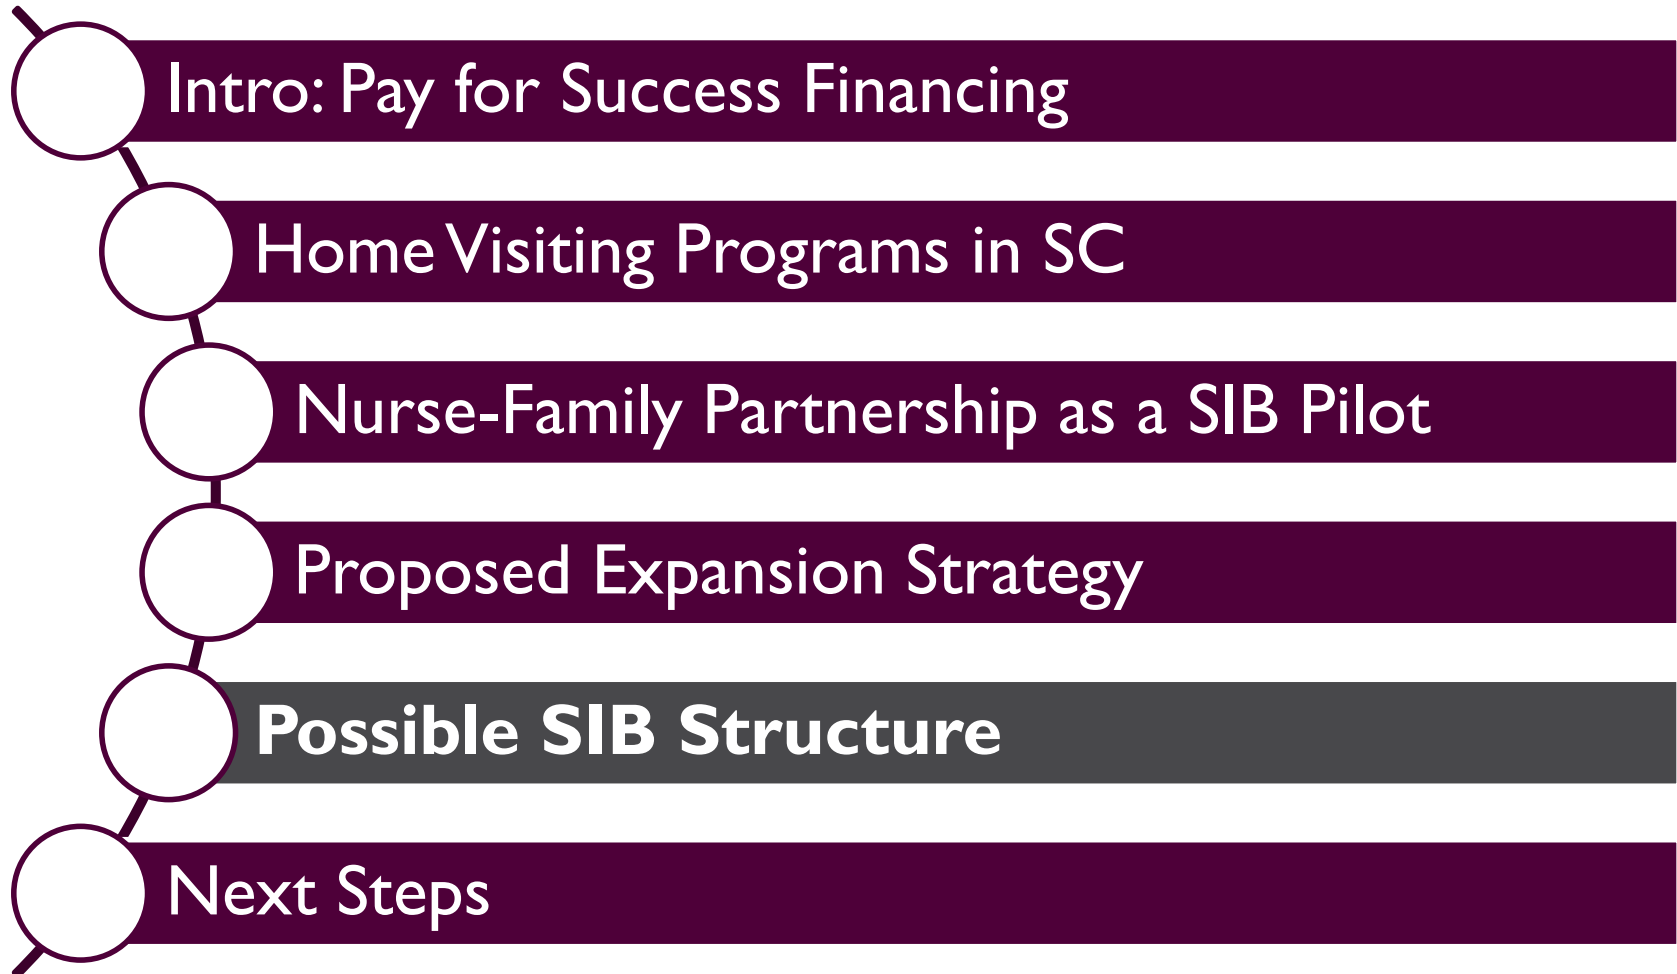 Intro: Pay for Success Financing
Home Visiting Programs in SC
Nurse-Family Partnership as a SIB Pilot
Proposed Expansion Strategy
Possible SIB Structure
Next Steps